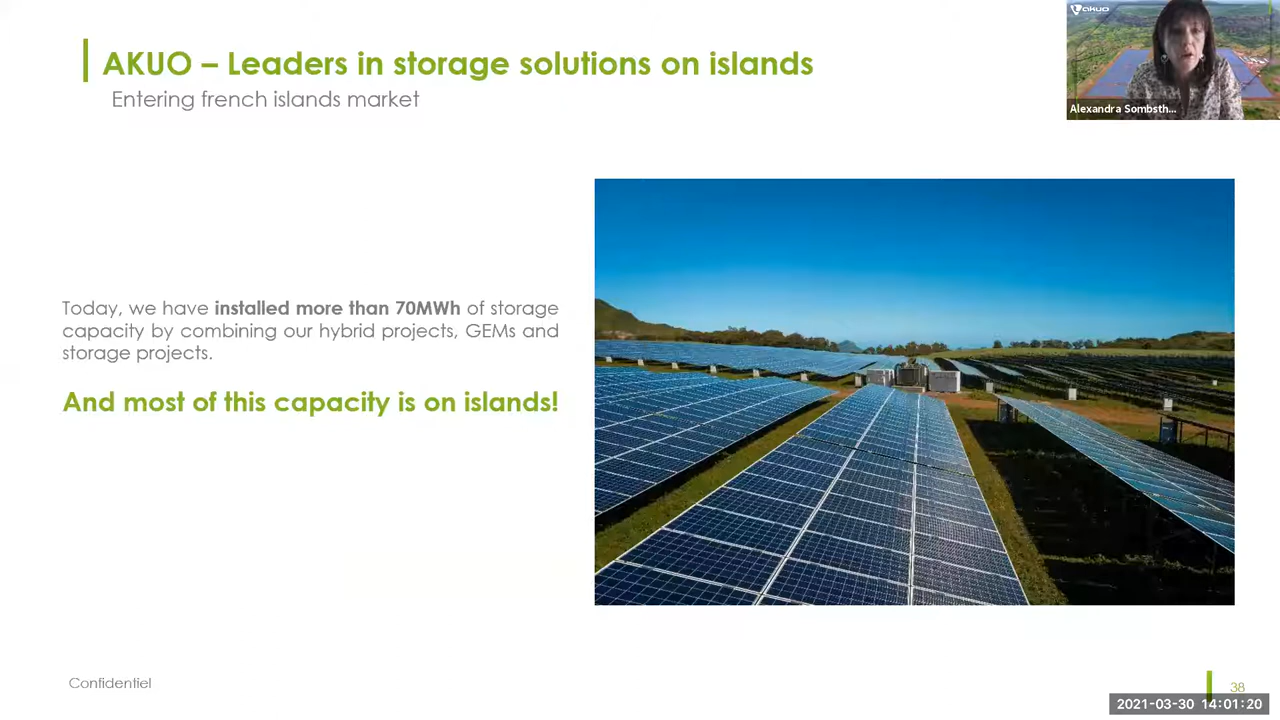 AKUO – Leaders in storage solutions on islands
Entering french islands market
akuo
Alexandra Sombsth...
Today, we have installed more than 70MWh of storage
capacity by combining our hybrid projects, GEMs and
storage projects.
And most of this capacity is on islands!
Confidentiel
38
2021-03-30 14:01:20